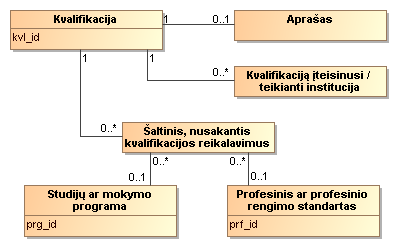 Kvalifikacija
kvl_id
1
0..1
Aprašas
1
1
0..*
Kvalifikaciją įteisinusi /
teikianti institucija
0..*
Šaltinis, nusakantis
kvalifikacijos reikalavimus
0..*
0..*
0..1
0..1
Studijų ar mokymo
programa
prg_id
Profesinis ar profesinio
rengimo standartas
prf_id